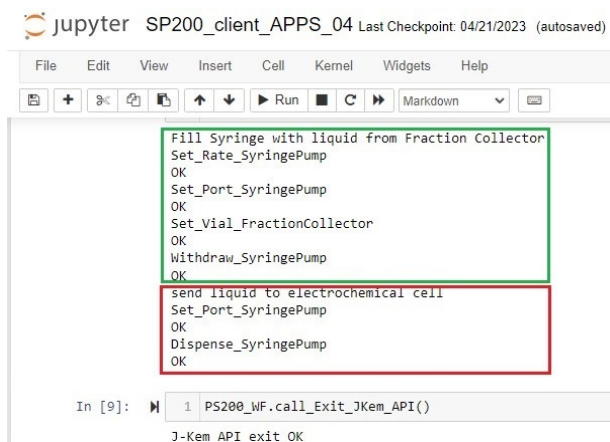 jupyter SP200_client_APPS_04 Last Checkpoint: 04/21/2023 (autosaved)
File Edit View Insert Cell Kernel Widgets Help
Run Markdown
Fill Syringe with liquid from Fraction Collector
Set_Rate_SyringePump
OK
Set_Port_SyringePump
OK
Set_Vial_FractionCollector
OK
Withdraw_SyringePump
OK
send liquid to electrochemical cell
Set_Port_SyringePump
OK
Dispense_SyringePump
OK
In [9]: 1 PS200_WF.call_Exit_JKem_API()
J-Kem API exit OK